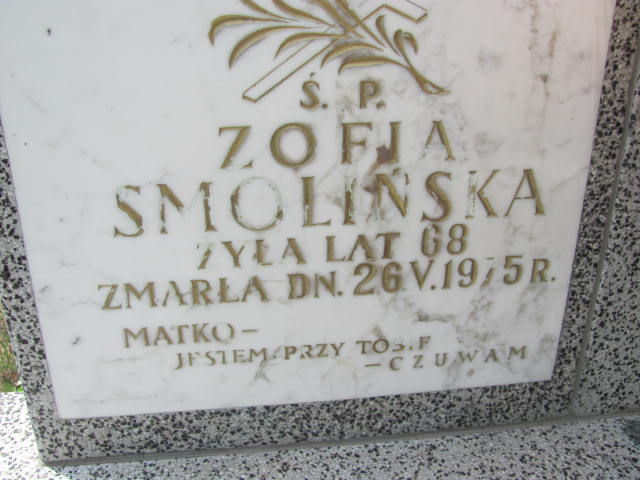 Ś. P.
ZOFIA
SMOLIŃSKA
ŻYŁA LAT 68
ZMARŁA DN. 26 V. 1975 R.
MATKO –
JESTEM PRZY TOBIE
– CZUWAM